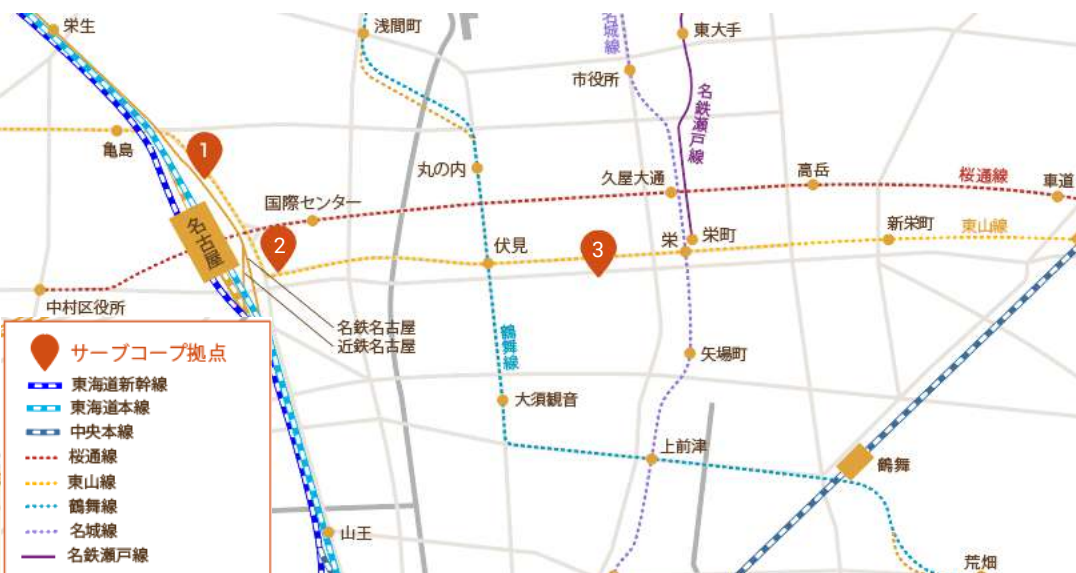 栄生
浅間町
名城線
東大手
市役所
名鉄瀬戸線
亀島
1
丸の内
久屋大通
高岳
桜通線
車道
国際センター
名古屋
2
伏見
3
栄
栄町
新栄町
東山線
中村区役所
名鉄名古屋
近鉄名古屋
鶴舞線
矢場町
大須観音
上前津
鶴舞
山王
荒畑
サーブコープ拠点
東海道新幹線
東海道本線
中央本線
桜通線
東山線
鶴舞線
名城線
名鉄瀬戸線